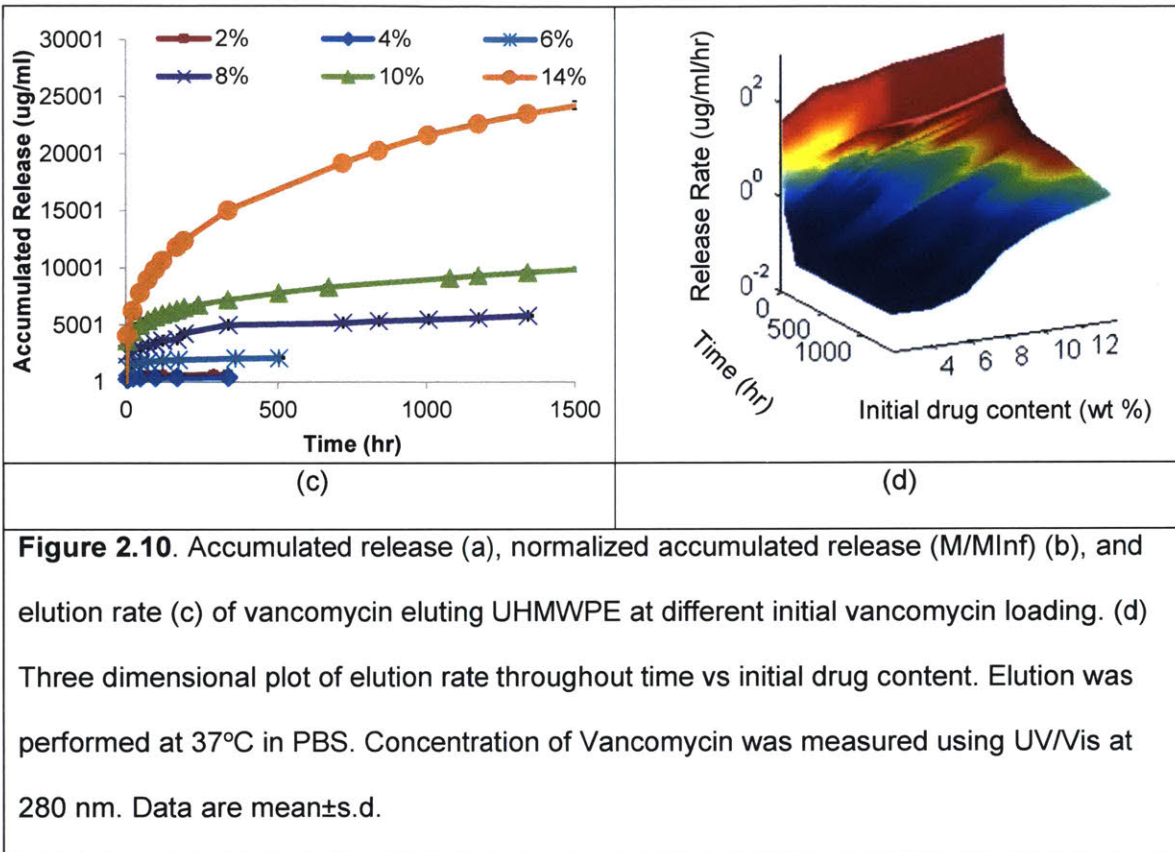 30001
25001
20001
15001
10001
5001
1
2%
4%
6%
8%
10%
14%
Accumulated Release (ug/ml)
0
500
1000
1500
Time (hr)
Release Rate (ug/ml/hr)
0²
0⁰
0⁻²
0
500
1000
Time (hr)
4
6
8
10
12
Initial drug content (wt %)
(c)
(d)
Figure 2.10. Accumulated release (a), normalized accumulated release (M/MInf) (b), and
elution rate (c) of vancomycin eluting UHMWPE at different initial vancomycin loading. (d)
Three dimensional plot of elution rate throughout time vs initial drug content. Elution was
performed at 37ºC in PBS. Concentration of Vancomycin was measured using UV/Vis at
280 nm. Data are mean±s.d.